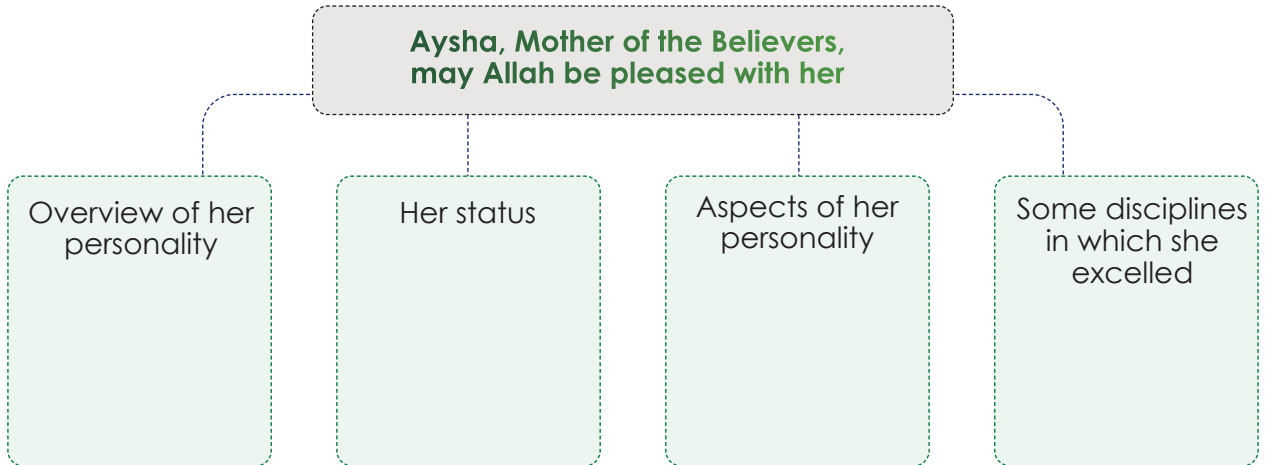 Aysha, Mother of the Believers,
may Allah be pleased with her
Overview of her
personality
Her status
Aspects of her
personality
Some disciplines
in which she
excelled